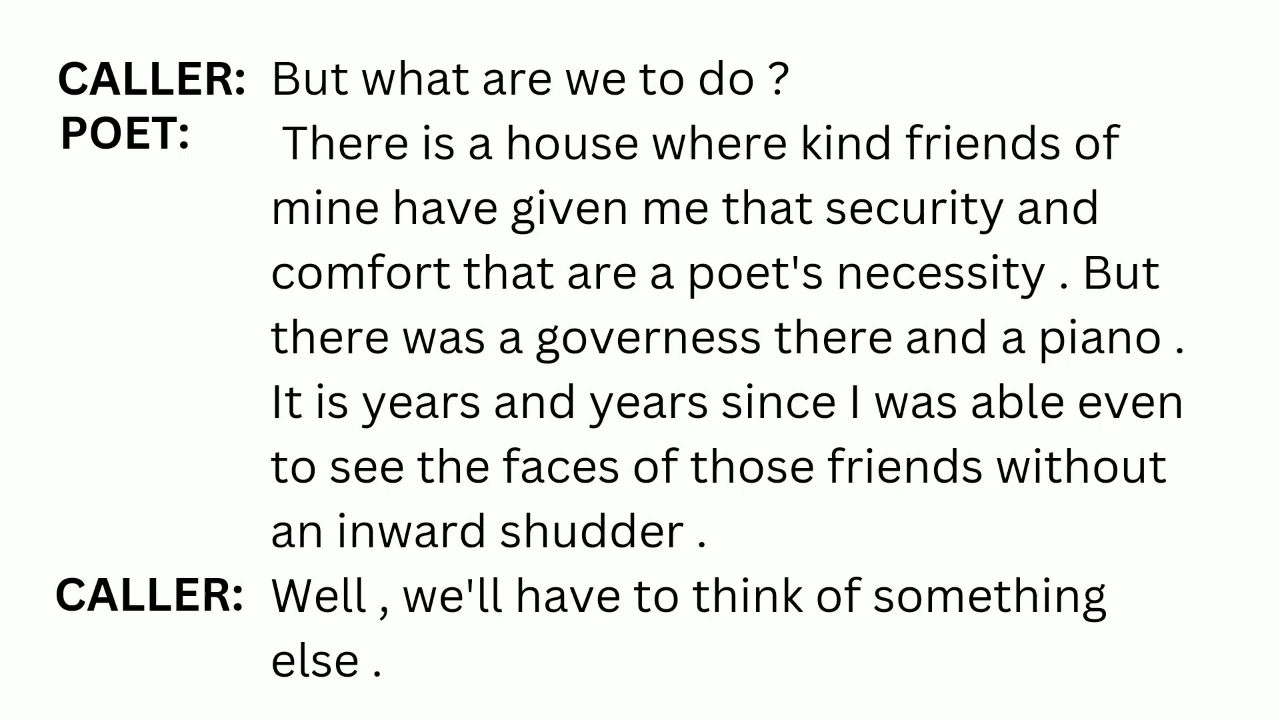 CALLER: But what are we to do ?
POET: There is a house where kind friends of
mine have given me that security and
comfort that are a poet's necessity . But
there was a governess there and a piano .
It is years and years since I was able even
to see the faces of those friends without
an inward shudder .
CALLER: Well , we'll have to think of something
else .